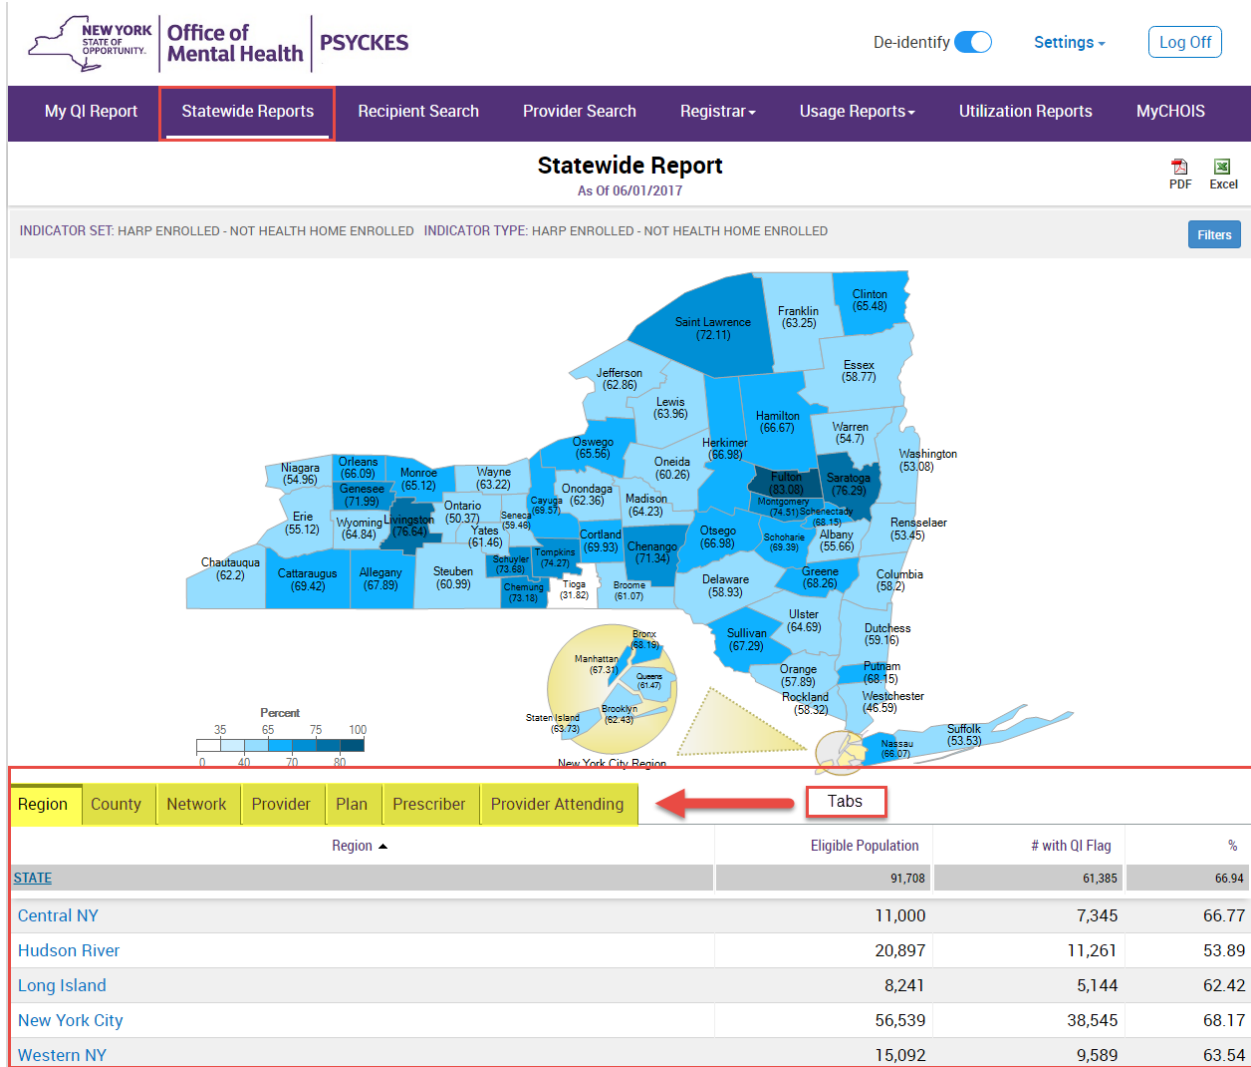 NEW YORK
STATE OF
OPPORTUNITY.
Office of
Mental Health
PSYCKES
De-identify
Settings
Log Off
My QI Report Statewide Reports Recipient Search Provider Search Registrar Usage Reports Utilization Reports MyCHOIS
Statewide Report
As Of 06/01/2017
PDF Excel
INDICATOR SET: HARP ENROLLED - NOT HEALTH HOME ENROLLED INDICATOR TYPE: HARP ENROLLED - NOT HEALTH HOME ENROLLED
Filters
Clinton
(65.48)
Franklin
(63.25)
Saint Lawrence
(72.11)
Essex
(58.77)
Jefferson
(62.86)
Lewis
(63.96)
Hamilton
(66.67)
Warren
(54.7)
Washington
(53.08)
Oswego
(65.56)
Herkimer
(66.98)
Oneida
(60.26)
Fulton
(83.08)
Saratoga
(76.29)
Niagara
(54.96)
Orleans
(66.09)
Monroe
(65.12)
Wayne
(63.22)
Genesee
(71.99)
Cayuga
(69.57)
Onondaga
(62.36)
Madison
(64.23)
Montgomery
(74.51)
Schenectady
(68.15)
Erie
(55.12)
Wyoming
(64.84)
Livingston
(76.64)
Ontario
(50.37)
Seneca
(59.46)
Yates
(61.46)
Cortland
(69.93)
Chenango
(71.34)
Otsego
(66.98)
Schoharie
(69.39)
Albany
(55.66)
Rensselaer
(53.45)
Chautauqua
(62.2)
Cattaraugus
(69.42)
Allegany
(67.89)
Steuben
(60.99)
Schuyler
(73.68)
Tompkins
(74.27)
Chemung
(73.18)
Tioga
(31.82)
Broome
(61.07)
Delaware
(58.93)
Greene
(68.26)
Columbia
(58.2)
Ulster
(64.69)
Sullivan
(67.29)
Dutchess
(59.16)
Orange
(57.89)
Putnam
(68.15)
Rockland
(58.32)
Westchester
(46.59)
Bronx
(68.19)
Manhattan
(67.31)
Queens
(61.47)
Brooklyn
(62.43)
Staten Island
(63.73)
New York City Region
Nassau
(66.07)
Suffolk
(53.53)
Percent
35 65 75 100
0 40 70 80
Region County Network Provider Plan Prescriber Provider Attending
Tabs
Region Eligible Population # with QI Flag %
STATE 91,708 61,385 66.94
Central NY 11,000 7,345 66.77
Hudson River 20,897 11,261 53.89
Long Island 8,241 5,144 62.42
New York City 56,539 38,545 68.17
Western NY 15,092 9,589 63.54